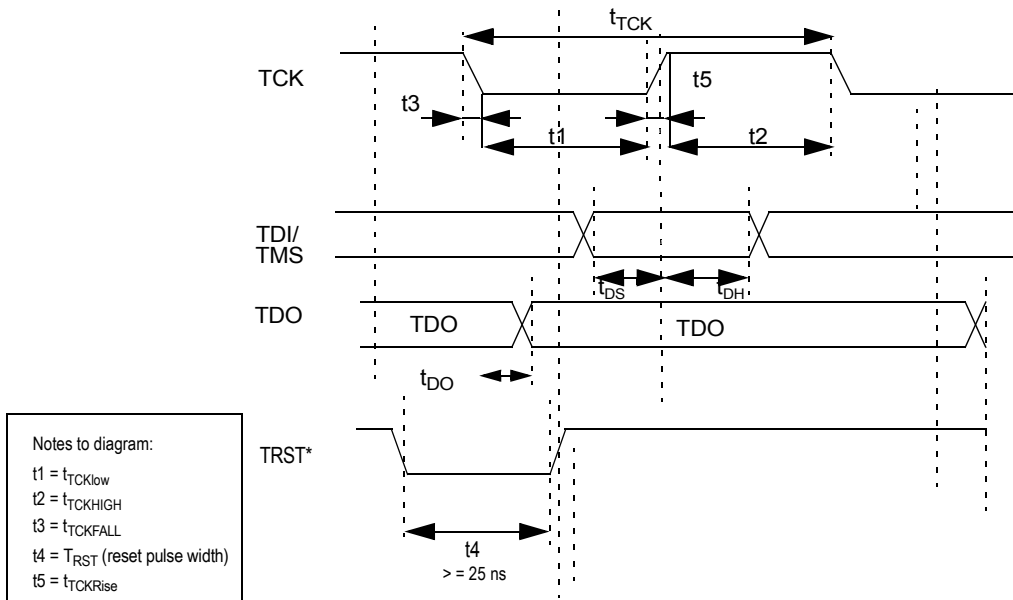 tTCK
TCK
t3
t5
t1
t2
TDI/
TMS
tDS
tDH
TDO
TDO
TDO
tDO
TRST*
t4
> = 25 ns
Notes to diagram:
t1 = tTCKlow
t2 = tTCKHIGH
t3 = tTCKFALL
t4 = TRST (reset pulse width)
t5 = tTCKRise